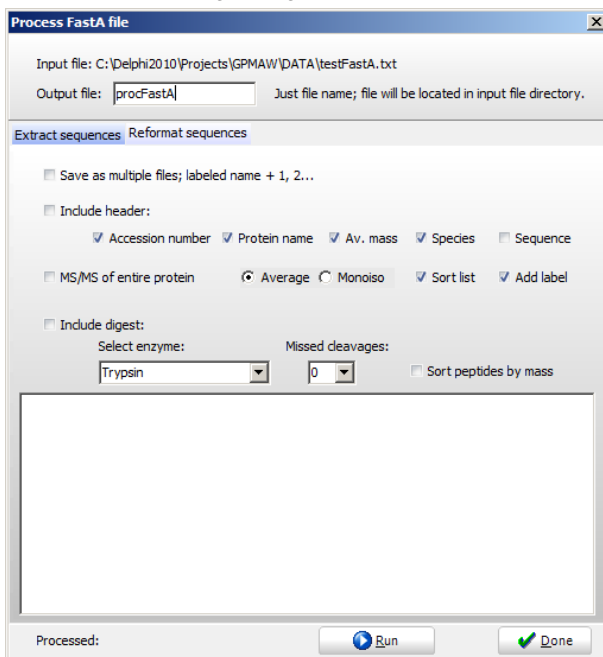 Process FastA file
Input file: C:\Delphi2010\Projects\GPMAW\DATA\testFastA.txt
Output file: procFastA Just file name; file will be located in input file directory.
Extract sequences Reformat sequences
Save as multiple files; labeled name + 1, 2...
Include header:
Accession number Protein name Av. mass Species Sequence
MS/MS of entire protein Average Monoiso Sort list Add label
Include digest:
Select enzyme: Missed cleavages:
Trypsin 0 Sort peptides by mass
Processed: Run Done